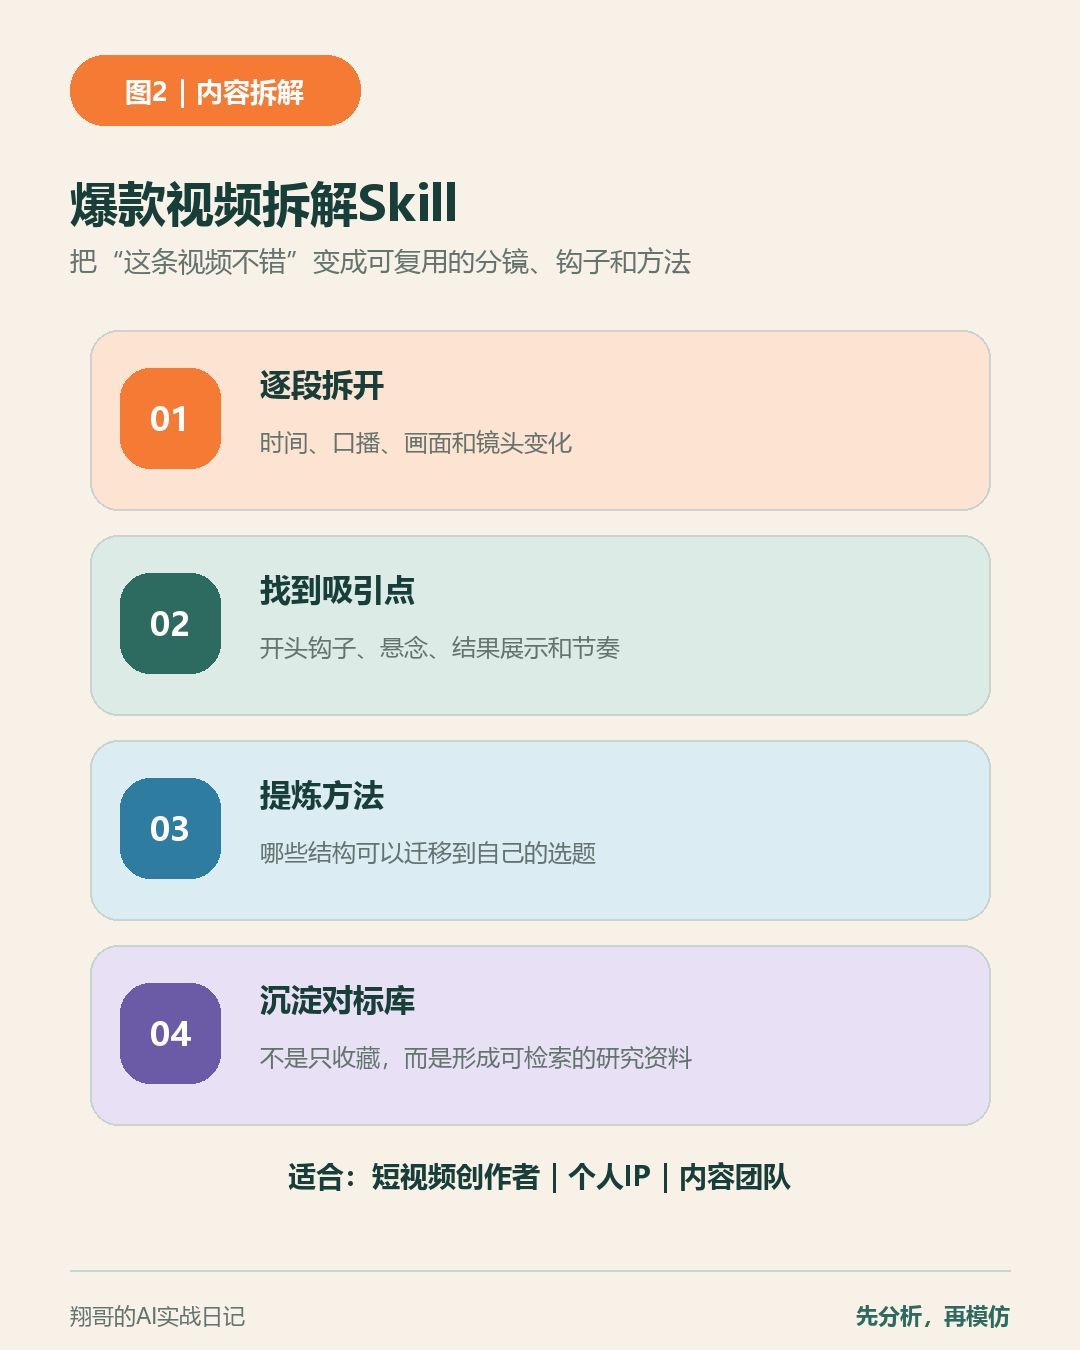 图2｜内容拆解
爆款视频拆解Skill
把“这条视频不错”变成可复用的分镜、钩子和方法
01
逐段拆开
时间、口播、画面和镜头变化
02
找到吸引点
开头钩子、悬念、结果展示和节奏
03
提炼方法
哪些结构可以迁移到自己的选题
04
沉淀对标库
不是只收藏，而是形成可检索的研究资料
适合：短视频创作者｜个人IP｜内容团队
翔哥的AI实战日记
先分析，再模仿